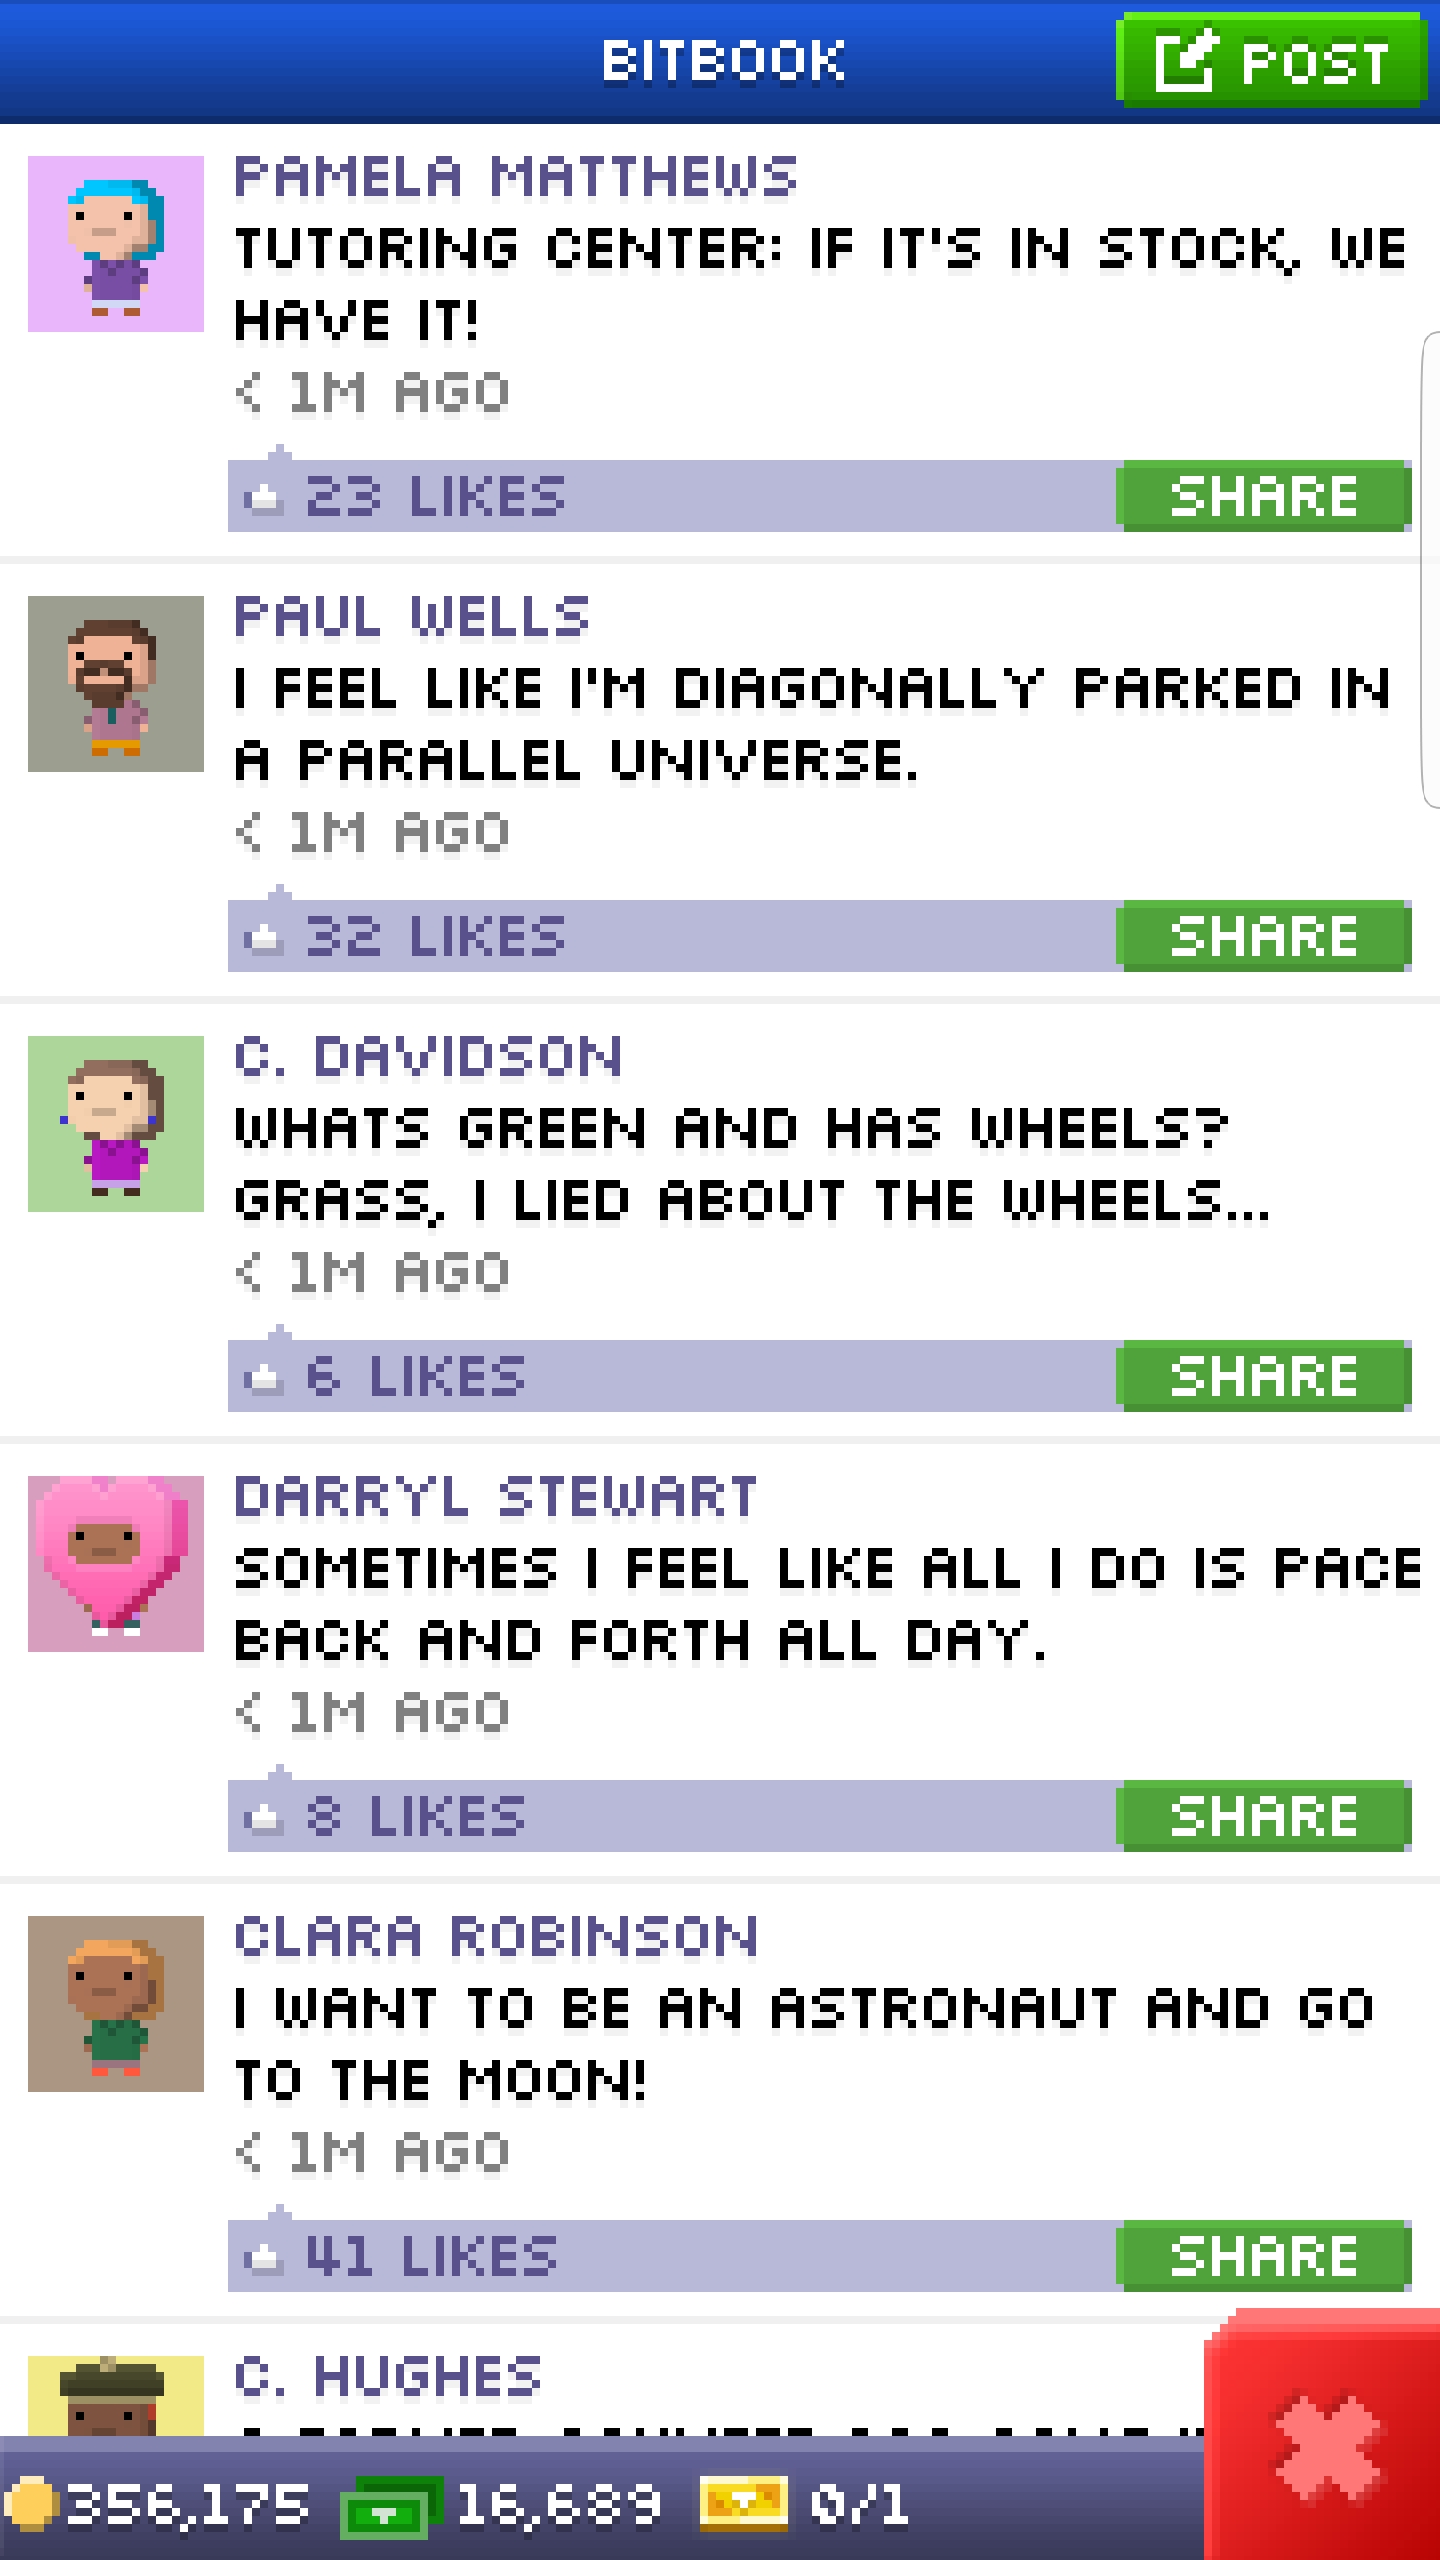 BITBOOK
POST
PAMELA MATTHEWS
TUTORING CENTER: IF IT'S IN STOCK, WE
HAVE IT!
< 1M AGO
23 LIKES
SHARE
PAUL WELLS
I FEEL LIKE I'M DIAGONALLY PARKED IN
A PARALLEL UNIVERSE.
< 1M AGO
32 LIKES
SHARE
C. DAVIDSON
WHATS GREEN AND HAS WHEELS?
GRASS, I LIED ABOUT THE WHEELS...
< 1M AGO
6 LIKES
SHARE
DARRYL STEWART
SOMETIMES I FEEL LIKE ALL I DO IS PACE
BACK AND FORTH ALL DAY.
< 1M AGO
8 LIKES
SHARE
CLARA ROBINSON
I WANT TO BE AN ASTRONAUT AND GO
TO THE MOON!
< 1M AGO
41 LIKES
SHARE
C. HUGHES
356,175
16,689
0/1